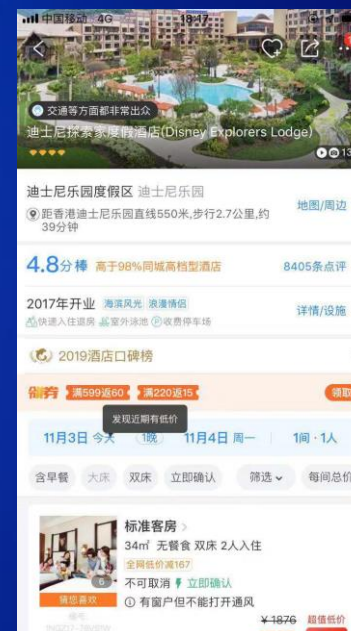 中国移动 4G 18:17
交通等方面都非常出众
迪士尼探索家度假酒店(Disney Explorers Lodge)
13
迪士尼乐园度假区 迪士尼乐园
距香港迪士尼乐园直线550米,步行2.7公里,约39分钟
地图/周边
4.8分 棒 高于98%同城高档型酒店 8405条点评
2017年开业 海滨风光 浪漫情侣 详情/设施
快速入住退房 室外泳池 收费停车场
2019酒店口碑榜
满599返60 满220返15 领取
发现近期有低价
11月3日 今天 1晚 11月4日 周一 1间·1人
含早餐 大床 双床 立即确认 筛选 每间总价
标准客房
34㎡ 无餐食 双床 2人入住
全网低价减167
6 不可取消 立即确认
猜您喜欢 有窗户但不能打开通风
¥1876 超值低价